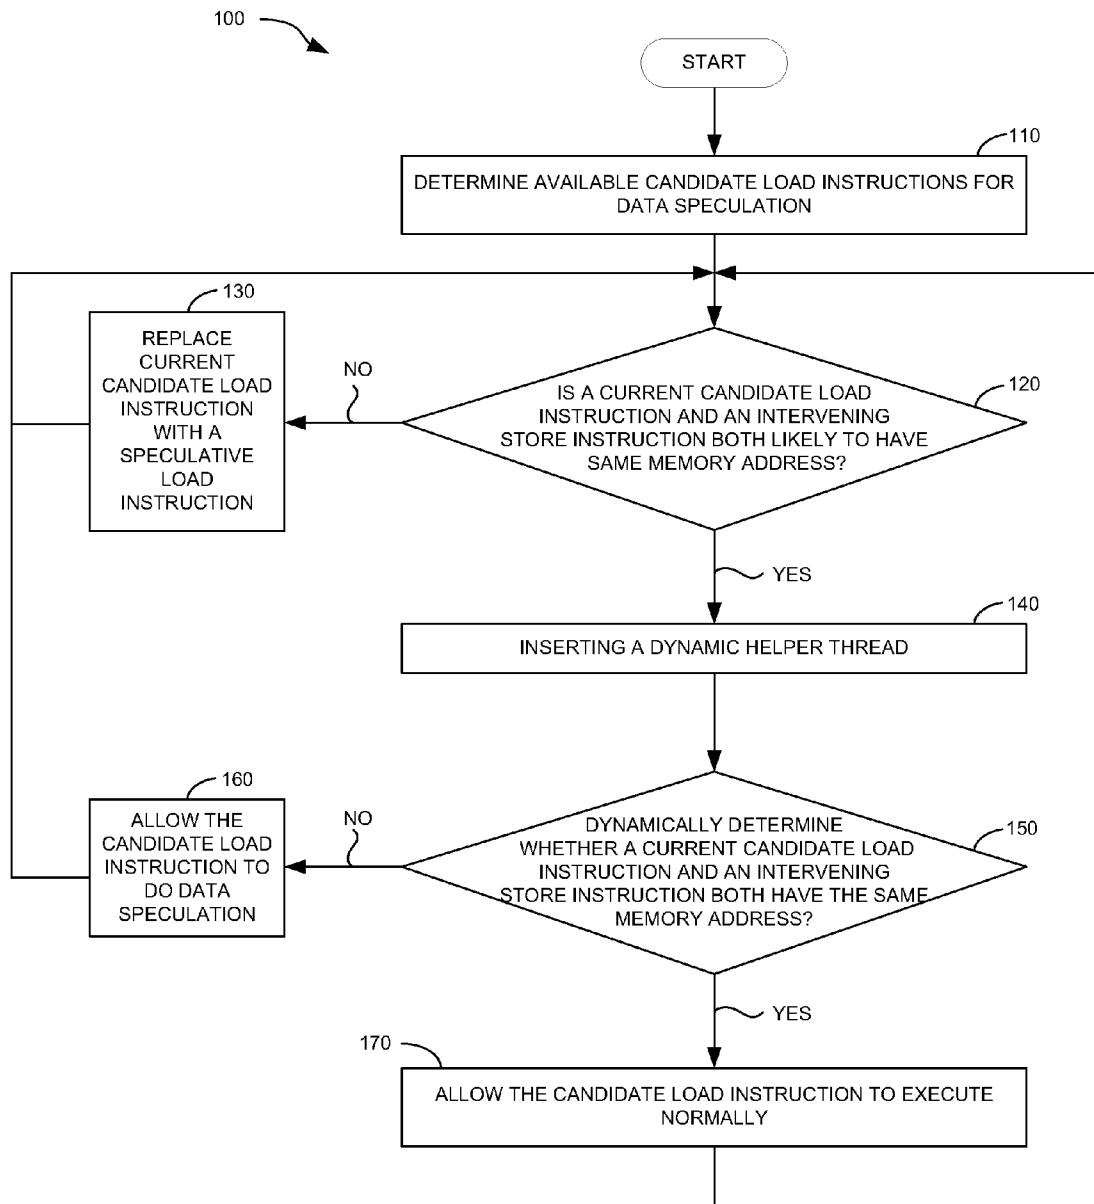 100
START
110
DETERMINE AVAILABLE CANDIDATE LOAD INSTRUCTIONS FOR
DATA SPECULATION
130
REPLACE
CURRENT
CANDIDATE LOAD
INSTRUCTION
WITH A
SPECULATIVE
LOAD
INSTRUCTION
NO
120
IS A CURRENT CANDIDATE LOAD
INSTRUCTION AND AN INTERVENING
STORE INSTRUCTION BOTH LIKELY TO HAVE
SAME MEMORY ADDRESS?
YES
140
INSERTING A DYNAMIC HELPER THREAD
160
ALLOW THE
CANDIDATE LOAD
INSTRUCTION TO
DO DATA
SPECULATION
NO
150
DYNAMICALLY DETERMINE
WHETHER A CURRENT CANDIDATE LOAD
INSTRUCTION AND AN INTERVENING
STORE INSTRUCTION BOTH HAVE THE SAME
MEMORY ADDRESS?
YES
170
ALLOW THE CANDIDATE LOAD INSTRUCTION TO EXECUTE
NORMALLY